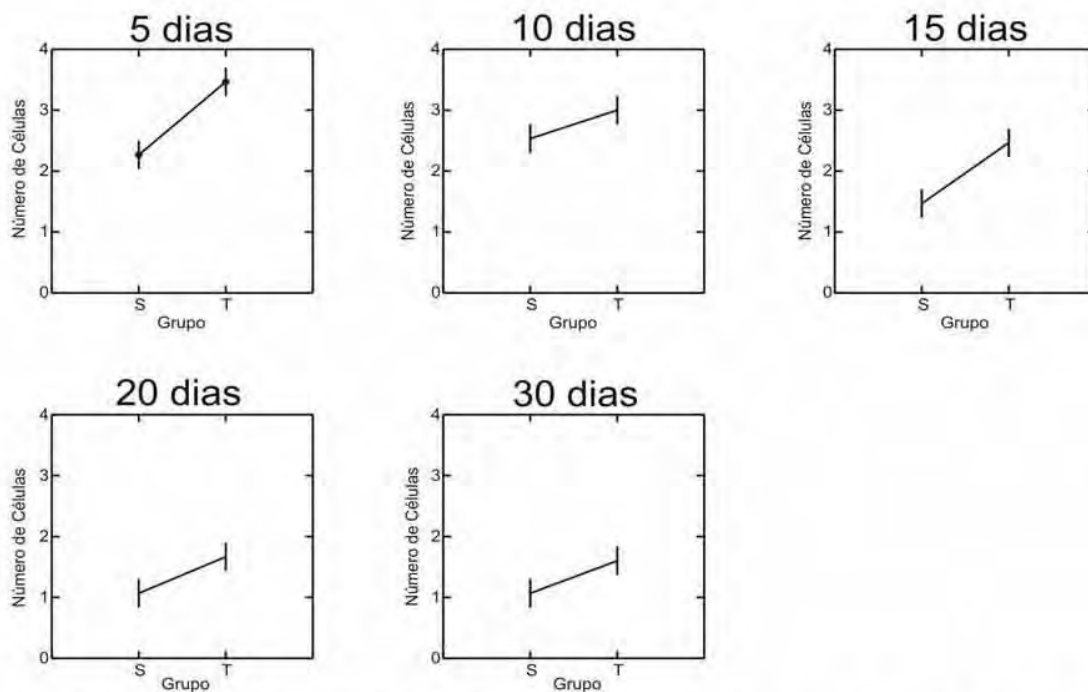 5 dias
Número de Células
4
3
2
1
0
S T
Grupo
10 dias
Número de Células
4
3
2
1
0
S T
Grupo
15 dias
Número de Células
4
3
2
1
0
S T
Grupo
20 dias
Número de Células
4
3
2
1
0
S T
Grupo
30 dias
Número de Células
4
3
2
1
0
S T
Grupo